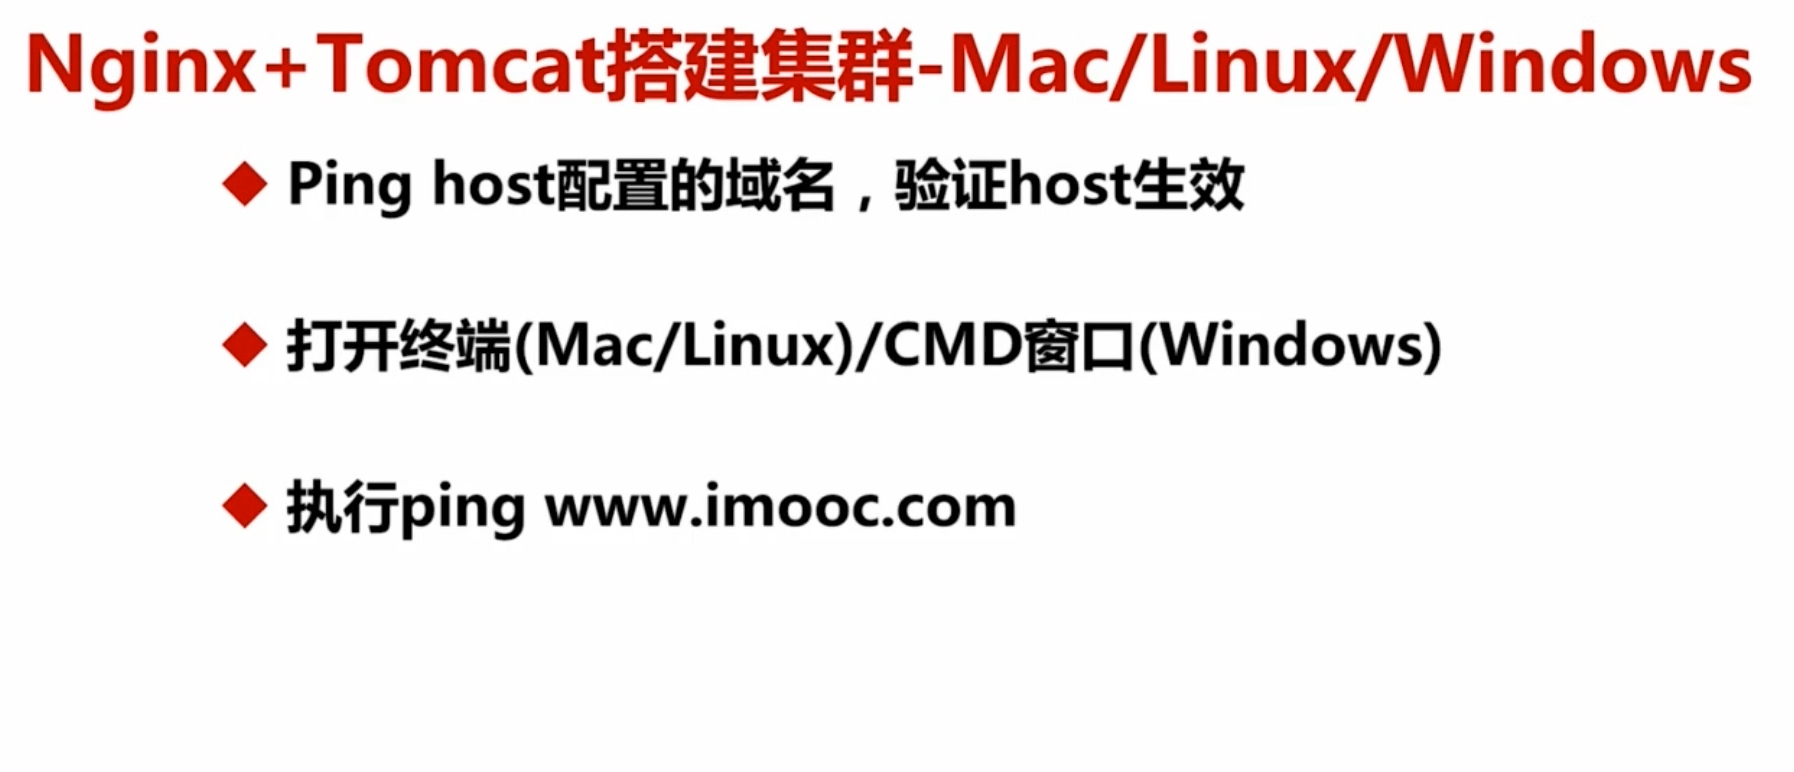 Nginx+Tomcat搭建集群-Mac/Linux/Windows
Ping host配置的域名，验证host生效
打开终端(Mac/Linux)/CMD窗口(Windows)
执行ping www.imooc.com